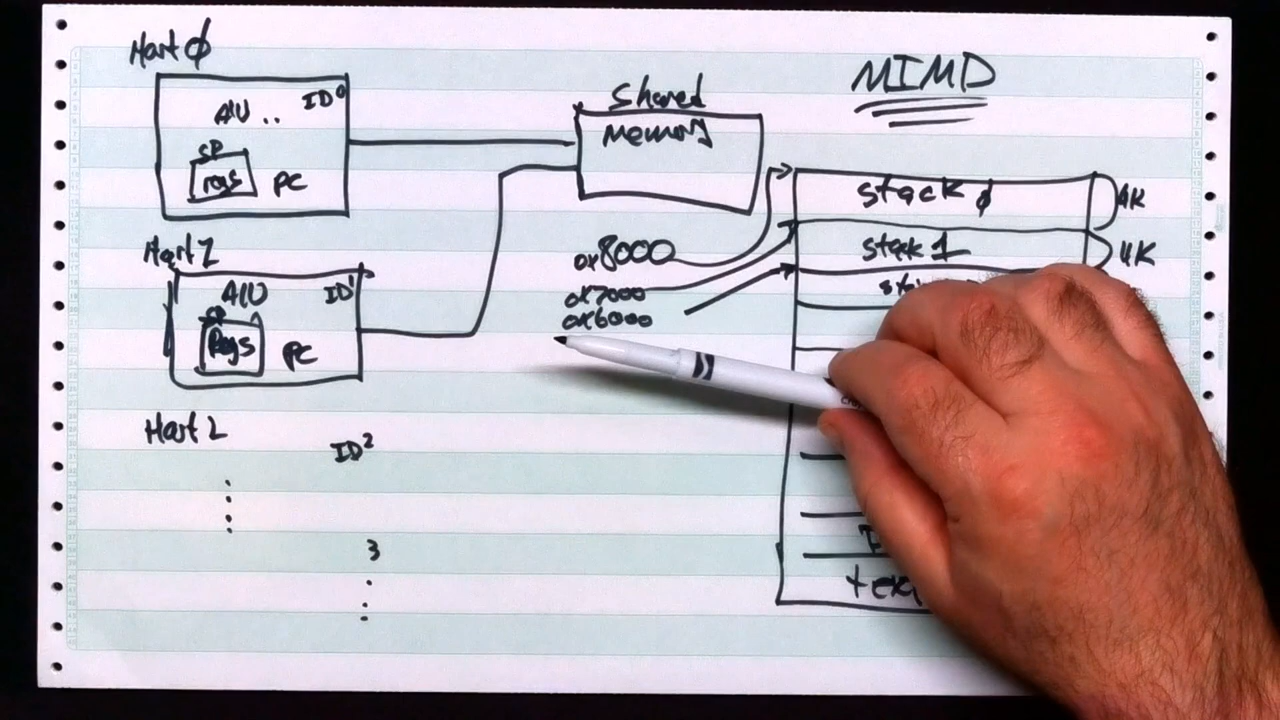 Hart 0
ALU ..
ID0
SP
regs
PC
Hart 1
ALU
ID1
SP
Regs
PC
Hart 2
ID2
3
Shared
Memory
MIMD
stack 0
4K
stack 1
4K
0x8000
0x7000
0x6000
text